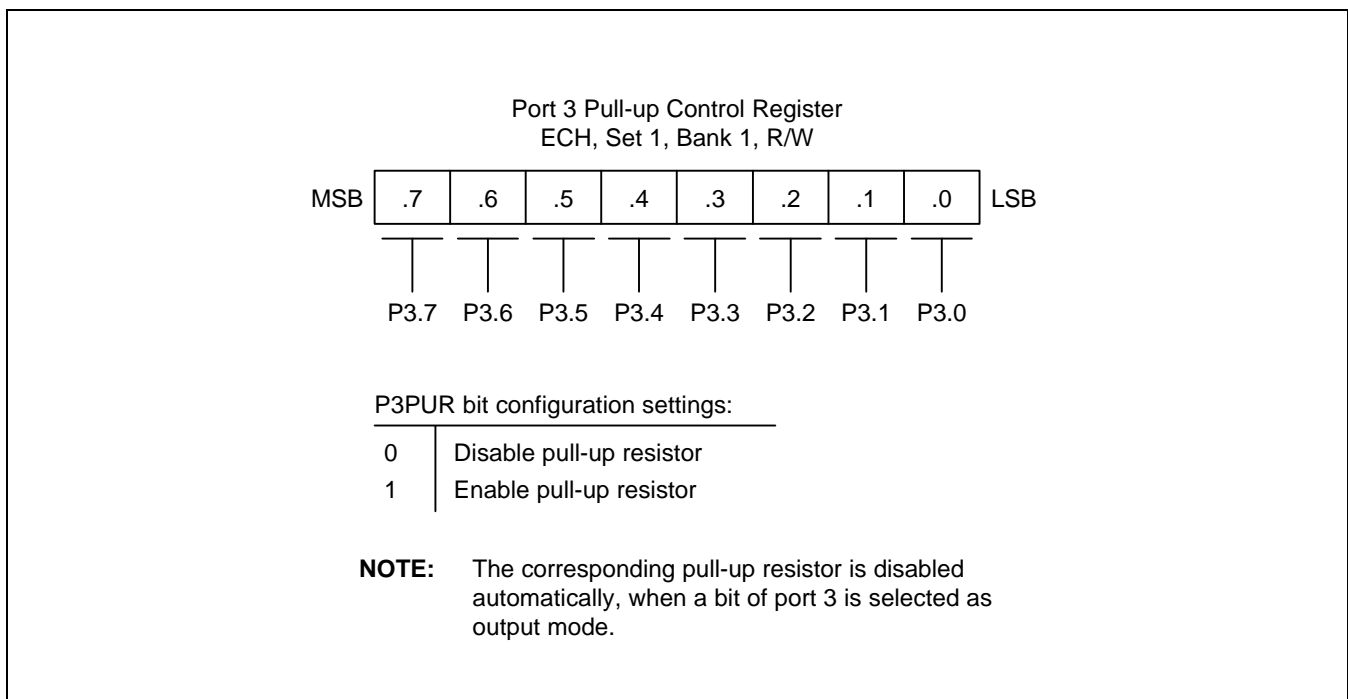 Port 3 Pull-up Control Register
ECH, Set 1, Bank 1, R/W
MSB .7 .6 .5 .4 .3 .2 .1 .0 LSB
P3.7 P3.6 P3.5 P3.4 P3.3 P3.2 P3.1 P3.0
P3PUR bit configuration settings:
0 Disable pull-up resistor
1 Enable pull-up resistor
NOTE: The corresponding pull-up resistor is disabled
automatically, when a bit of port 3 is selected as
output mode.